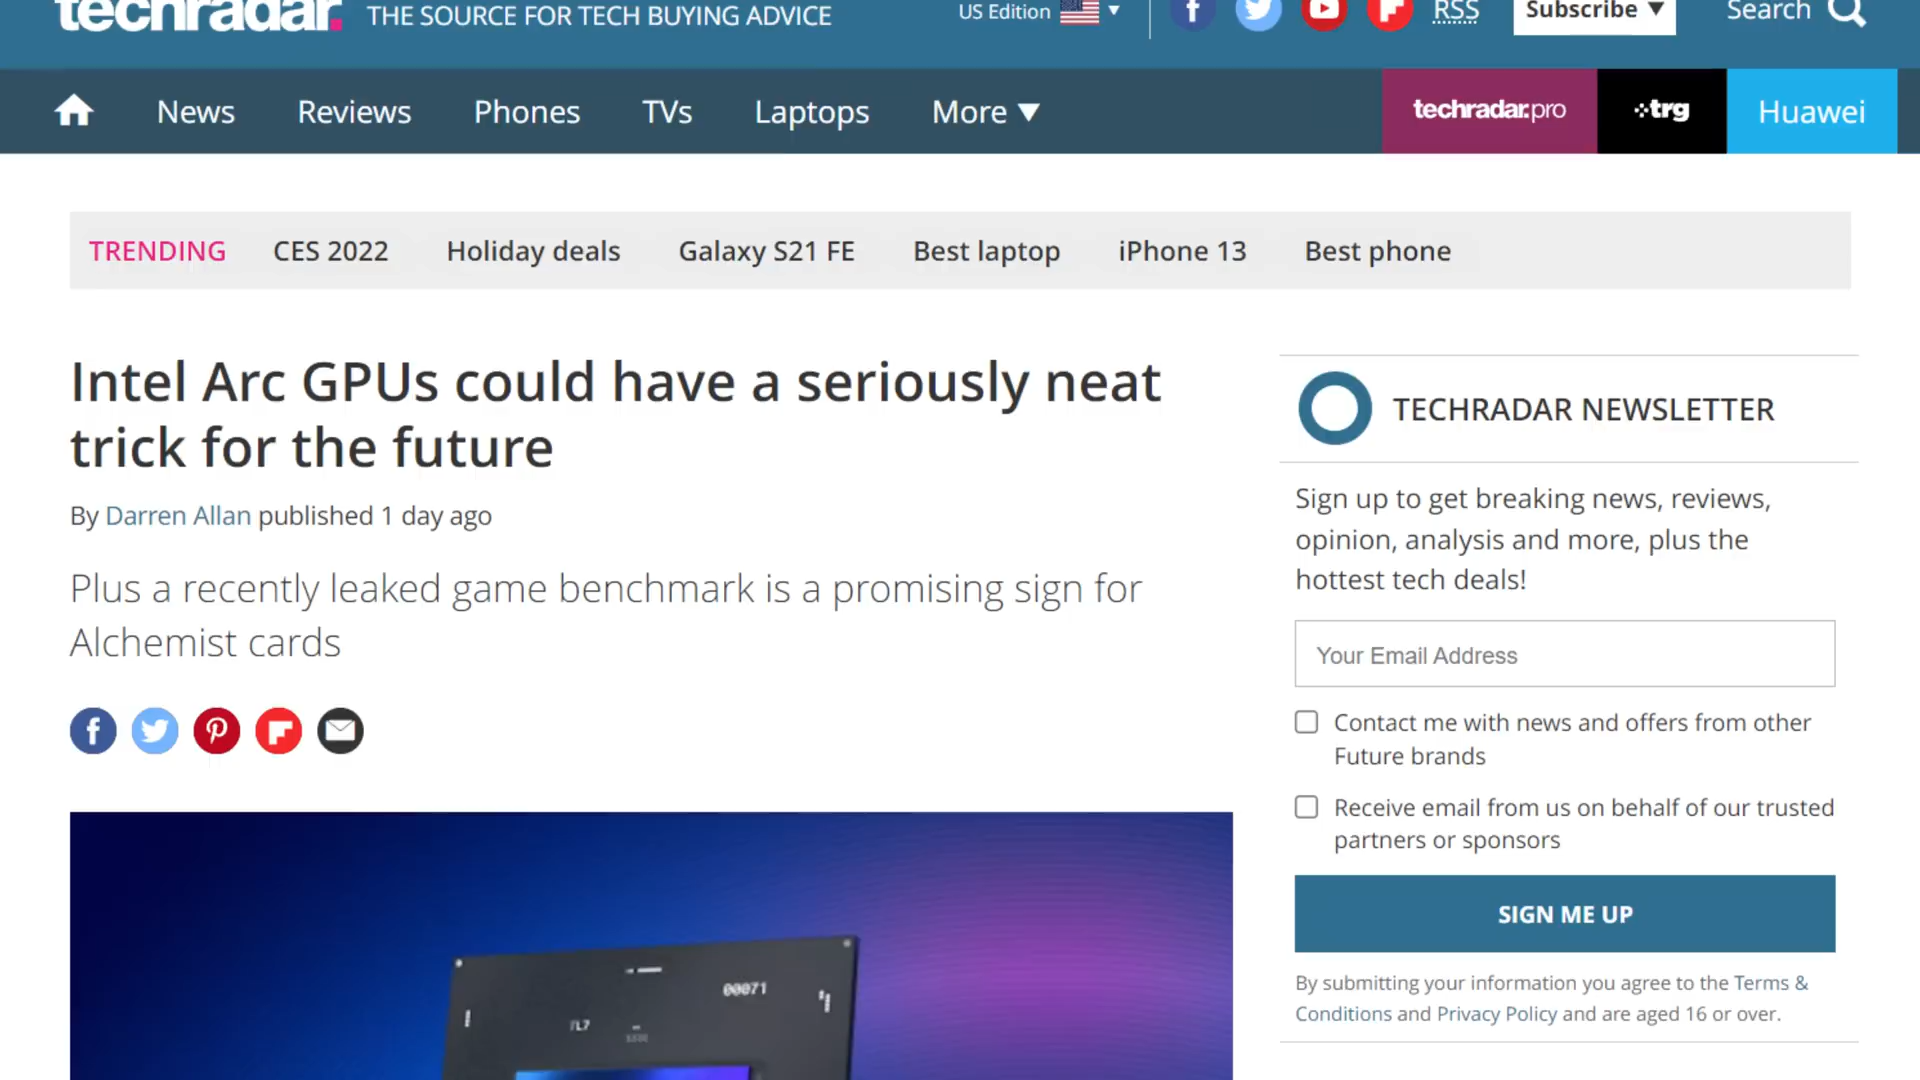 techradar. THE SOURCE FOR TECH BUYING ADVICE US Edition RSS Subscribe Search
News Reviews Phones TVs Laptops More techradar.pro trg Huawei
TRENDING CES 2022 Holiday deals Galaxy S21 FE Best laptop iPhone 13 Best phone
Intel Arc GPUs could have a seriously neat
trick for the future
By Darren Allan published 1 day ago
Plus a recently leaked game benchmark is a promising sign for
Alchemist cards
00071
TECHRADAR NEWSLETTER
Sign up to get breaking news, reviews,
opinion, analysis and more, plus the
hottest tech deals!
Your Email Address
Contact me with news and offers from other
Future brands
Receive email from us on behalf of our trusted
partners or sponsors
SIGN ME UP
By submitting your information you agree to the Terms &
Conditions and Privacy Policy and are aged 16 or over.